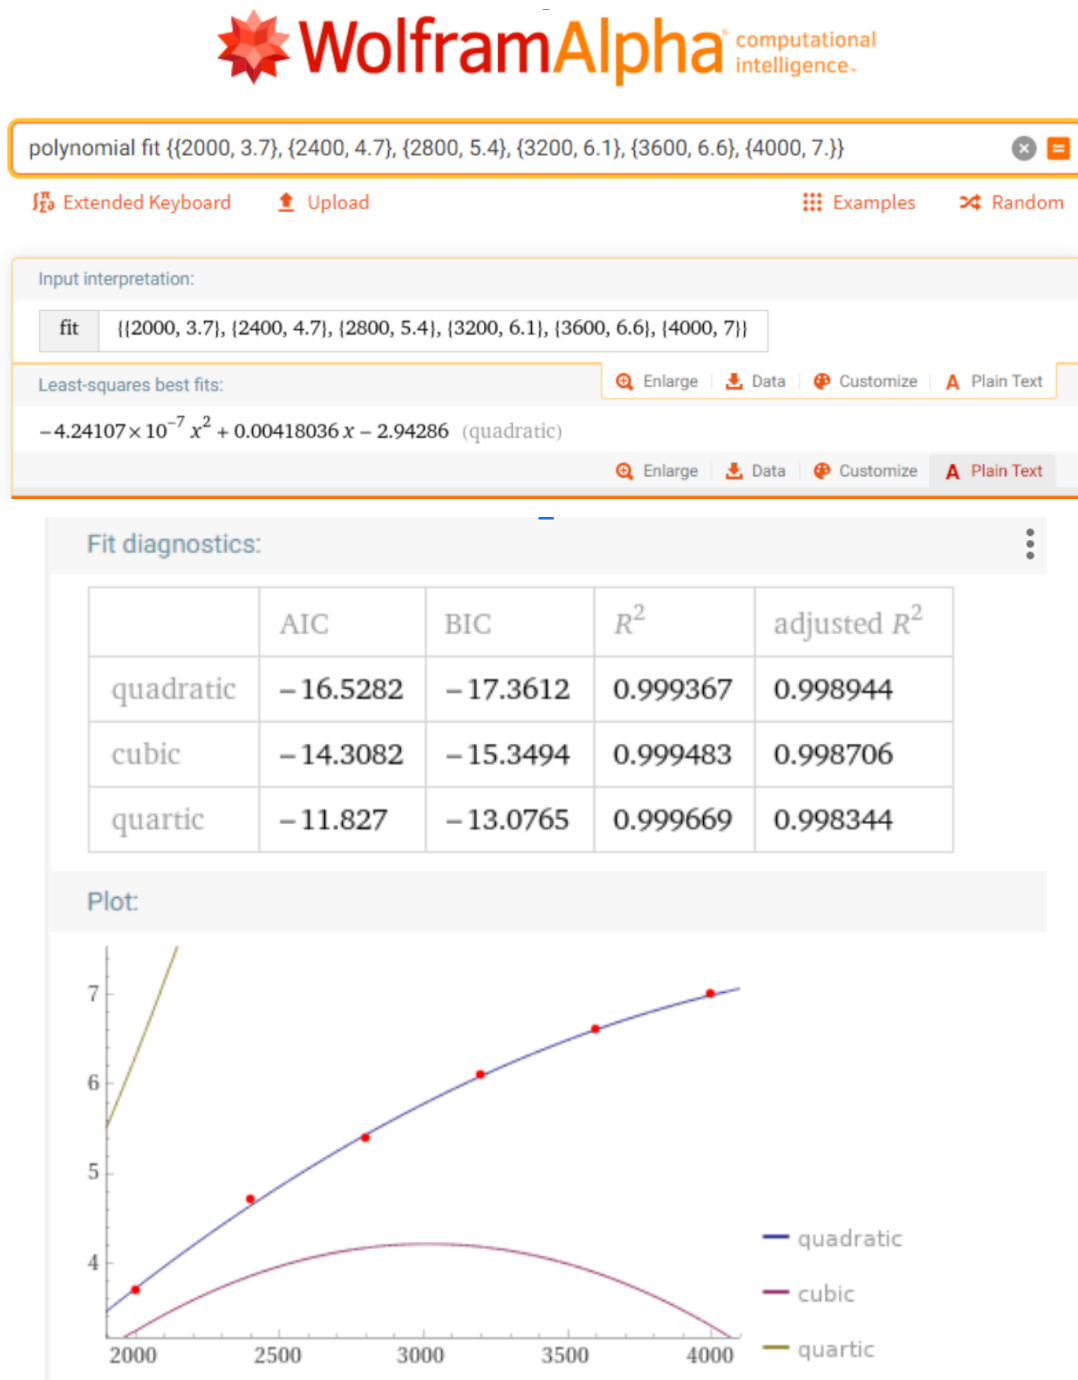 WolframAlpha computational intelligence.
polynomial fit {{2000, 3.7}, {2400, 4.7}, {2800, 5.4}, {3200, 6.1}, {3600, 6.6}, {4000, 7.}}
Extended Keyboard Upload Examples Random
Input interpretation:
fit {{2000, 3.7}, {2400, 4.7}, {2800, 5.4}, {3200, 6.1}, {3600, 6.6}, {4000, 7}}
Least-squares best fits: Enlarge Data Customize A Plain Text
−4.24107×10⁻⁷ x² + 0.00418036 x − 2.94286 (quadratic)
Enlarge Data Customize A Plain Text
Fit diagnostics:
AIC BIC R² adjusted R²
quadratic −16.5282 −17.3612 0.999367 0.998944
cubic −14.3082 −15.3494 0.999483 0.998706
quartic −11.827 −13.0765 0.999669 0.998344
Plot:
7
6
5
4
2000 2500 3000 3500 4000
quadratic
cubic
quartic